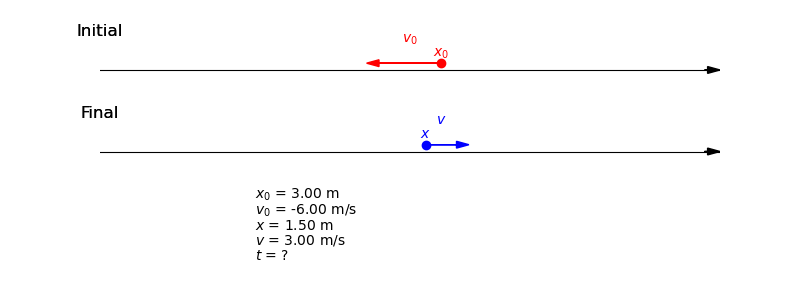 Initial
v₀
x₀
Final
v
x
x₀ = 3.00 m
v₀ = -6.00 m/s
x = 1.50 m
v = 3.00 m/s
t = ?